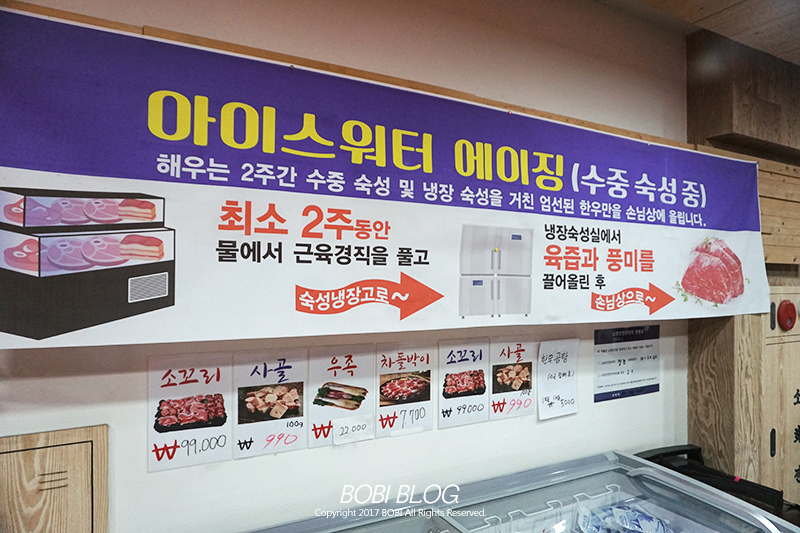 아이스워터 에이징 (수중 숙성 중)
해우는 2주간 수중 숙성 및 냉장 숙성을 거친 엄선된 한우만을 손님상에 올립니다.
최소 2주동안
물에서 근육경직을 풀고
숙성냉장고로~
냉장숙성실에서
육즙과 풍미를
끌어올린 후
손님상으로~
소꼬리
₩99,000
사골
100g
₩990
우족
₩22,000
차돌박이
₩7,700
소꼬리
₩99,000
사골
100g
₩990
한우곰탕
5000
BOBI BLOG
Copyright 2017 BOBI All Rights Reserved.